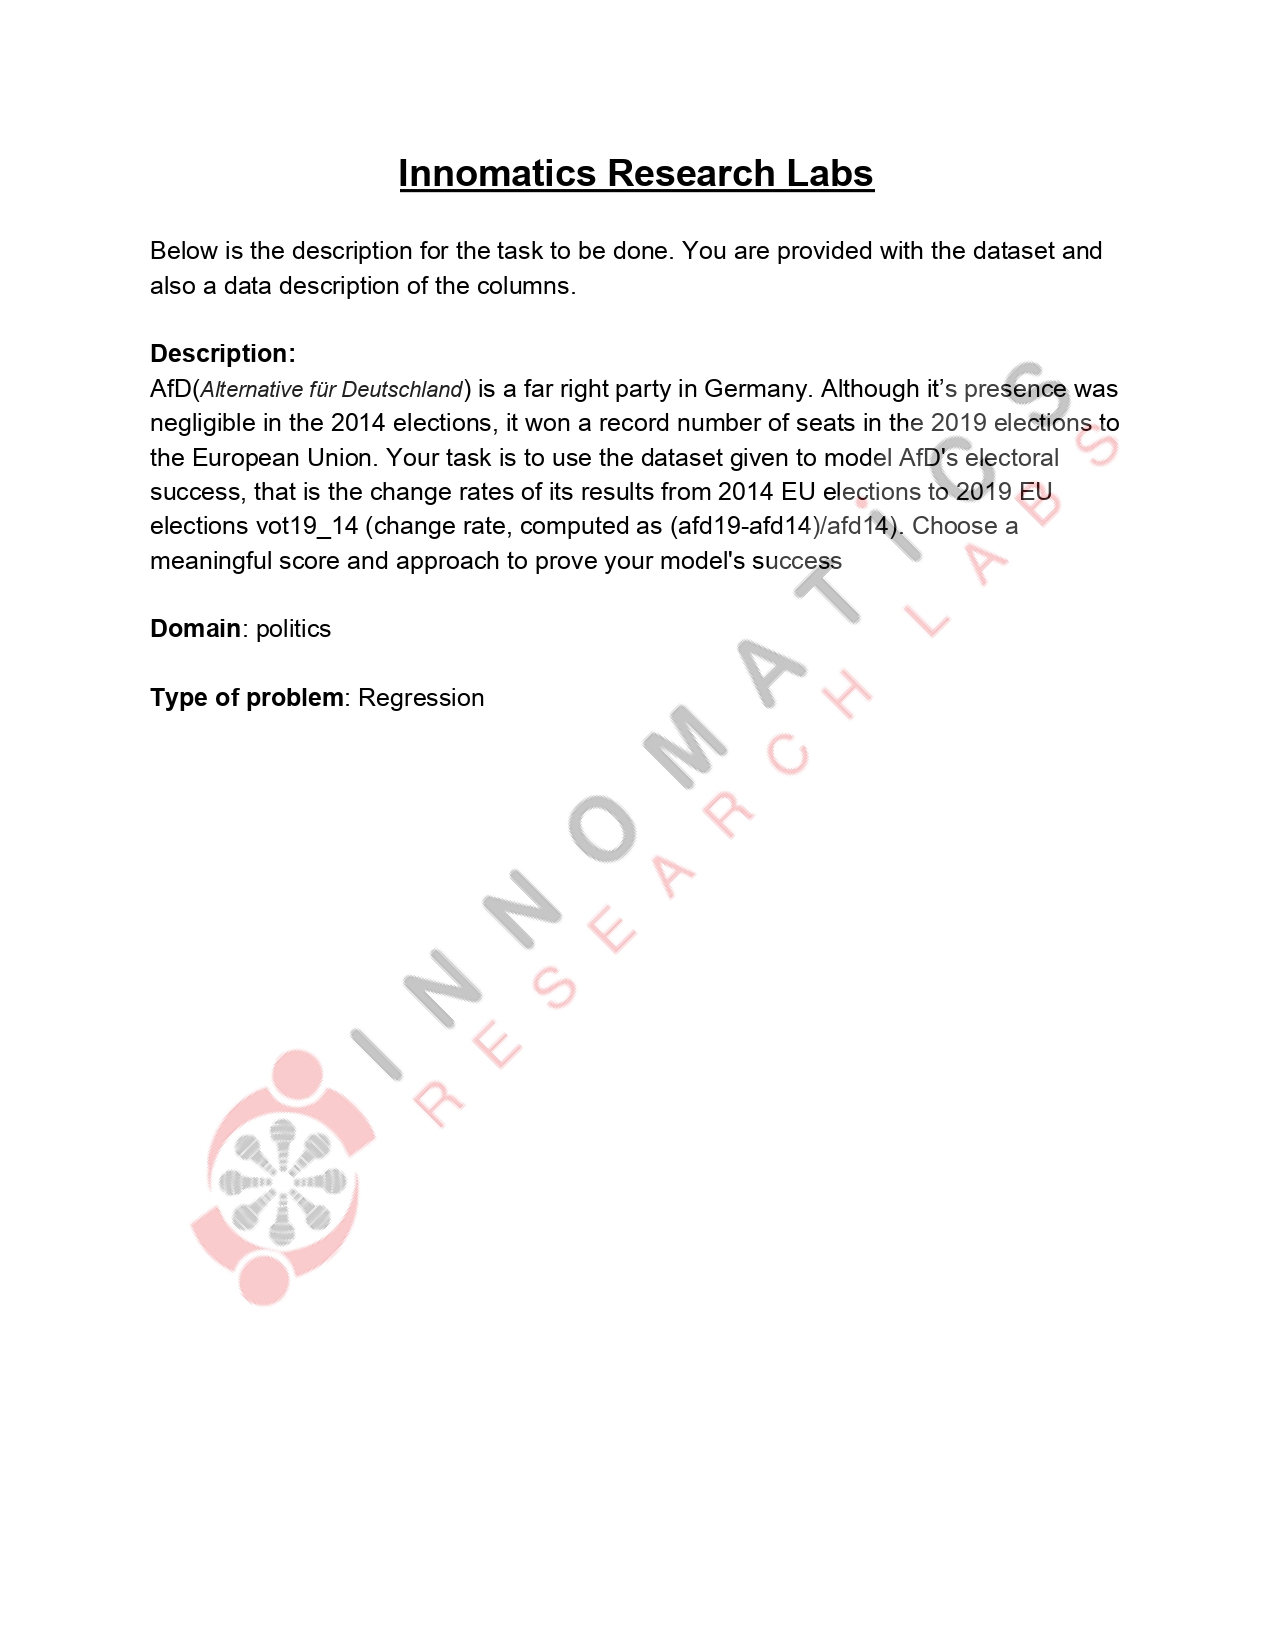 Innomatics Research Labs
Below is the description for the task to be done. You are provided with the dataset and
also a data description of the columns.
Description:
AfD(Alternative für Deutschland) is a far right party in Germany. Although it’s presence was
negligible in the 2014 elections, it won a record number of seats in the 2019 elections to
the European Union. Your task is to use the dataset given to model AfD's electoral
success, that is the change rates of its results from 2014 EU elections to 2019 EU
elections vot19_14 (change rate, computed as (afd19-afd14)/afd14). Choose a
meaningful score and approach to prove your model's success
Domain: politics
Type of problem: Regression
INNOMATiCS
RESEARCH LABS